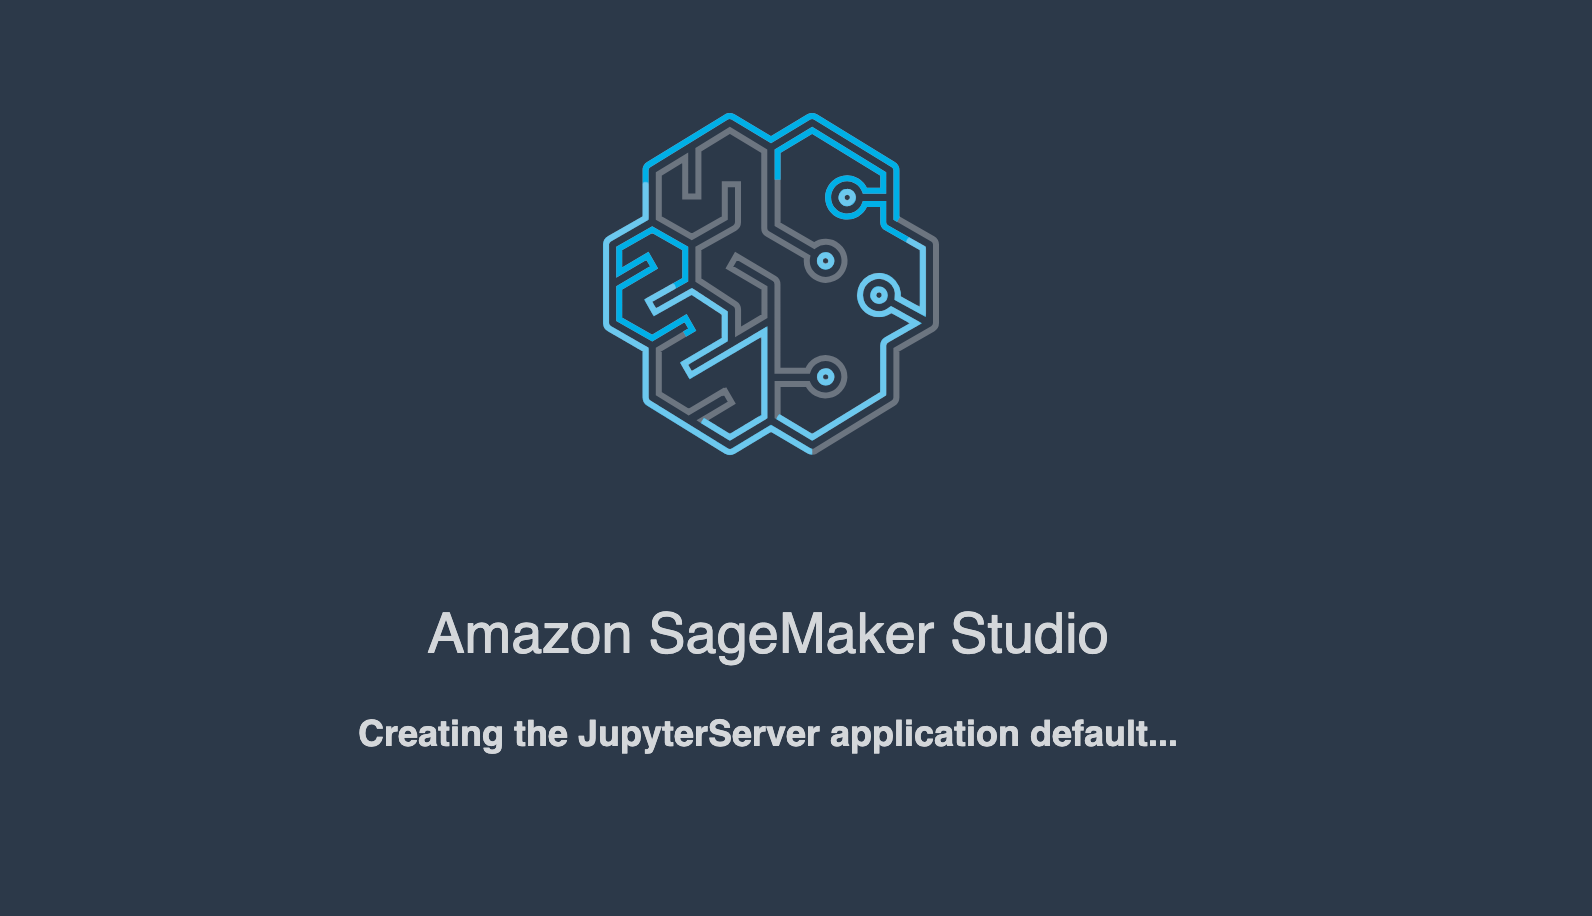 Amazon SageMaker Studio
Creating the JupyterServer application default...